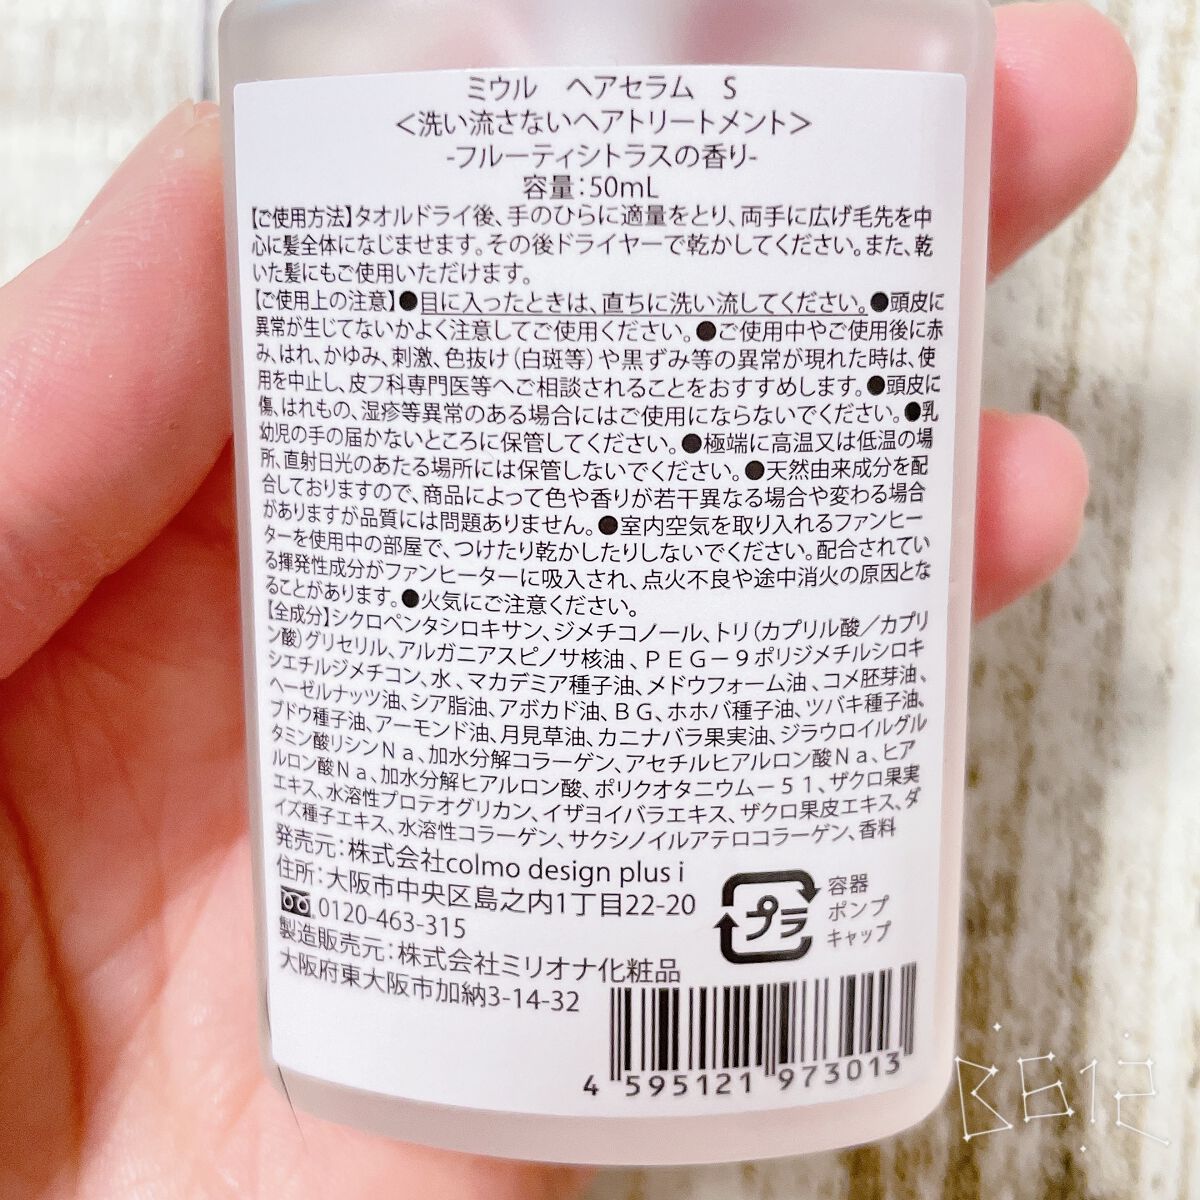 ミウル ヘアセラム S
<洗い流さないヘアトリートメント>
-フルーティシトラスの香り-
容量:50mL
【ご使用方法】タオルドライ後、手のひらに適量をとり、両手に広げ毛先を中
心に髪全体になじませます。その後ドライヤーで乾かしてください。また、乾
いた髪にもご使用いただけます。
【ご使用上の注意】●目に入ったときは、直ちに洗い流してください。●頭皮に
異常が生じてないかよく注意してご使用ください。●ご使用中やご使用後に赤
み、はれ、かゆみ、刺激、色抜け(白斑等)や黒ずみ等の異常が現れた時は、使
用を中止し、皮フ科専門医等へご相談されることをおすすめします。●頭皮に
傷、はれもの、湿疹等異常のある場合にはご使用にならないでください。●乳
幼児の手の届かないところに保管してください。●極端に高温又は低温の場
所、直射日光のあたる場所には保管しないでください。●天然由来成分を配
合しておりますので、商品によって色や香りが若干異なる場合や変わる場合
がありますが品質には問題ありません。●室内空気を取り入れるファンヒー
ターを使用中の部屋で、つけたり乾かしたりしないでください。配合されてい
る揮発性成分がファンヒーターに吸入され、点火不良や途中消火の原因とな
ることがあります。●火気にご注意ください。
【全成分】シクロペンタシロキサン、ジメチコノール、トリ(カプリル酸/カプリ
ン酸)グリセリル、アルガニアスピノサ核油、PEG-9ポリジメチルシロキ
シエチルジメチコン、水、マカデミア種子油、メドウフォーム油、コメ胚芽油、
ヘーゼルナッツ油、シア脂油、アボカド油、BG、ホホバ種子油、ツバキ種子油、
ブドウ種子油、アーモンド油、月見草油、カニナバラ果実油、ジラウロイルグル
タミン酸リシンNa、加水分解コラーゲン、アセチルヒアルロン酸Na、ヒア
ルロン酸Na、加水分解ヒアルロン酸、ポリクオタニウム-51、ザクロ果実
エキス、水溶性プロテオグリカン、イザヨイバラエキス、ザクロ果皮エキス、ダ
イズ種子エキス、水溶性コラーゲン、サクシノイルアテロコラーゲン、香料
発売元:株式会社colmo design plus i
住所:大阪市中央区島之内1丁目22-20
0120-463-315
製造販売元:株式会社ミリオナ化粧品
大阪府東大阪市加納3-14-32
プラ
容器
ポンプ
キャップ
4 595121 973013
B612